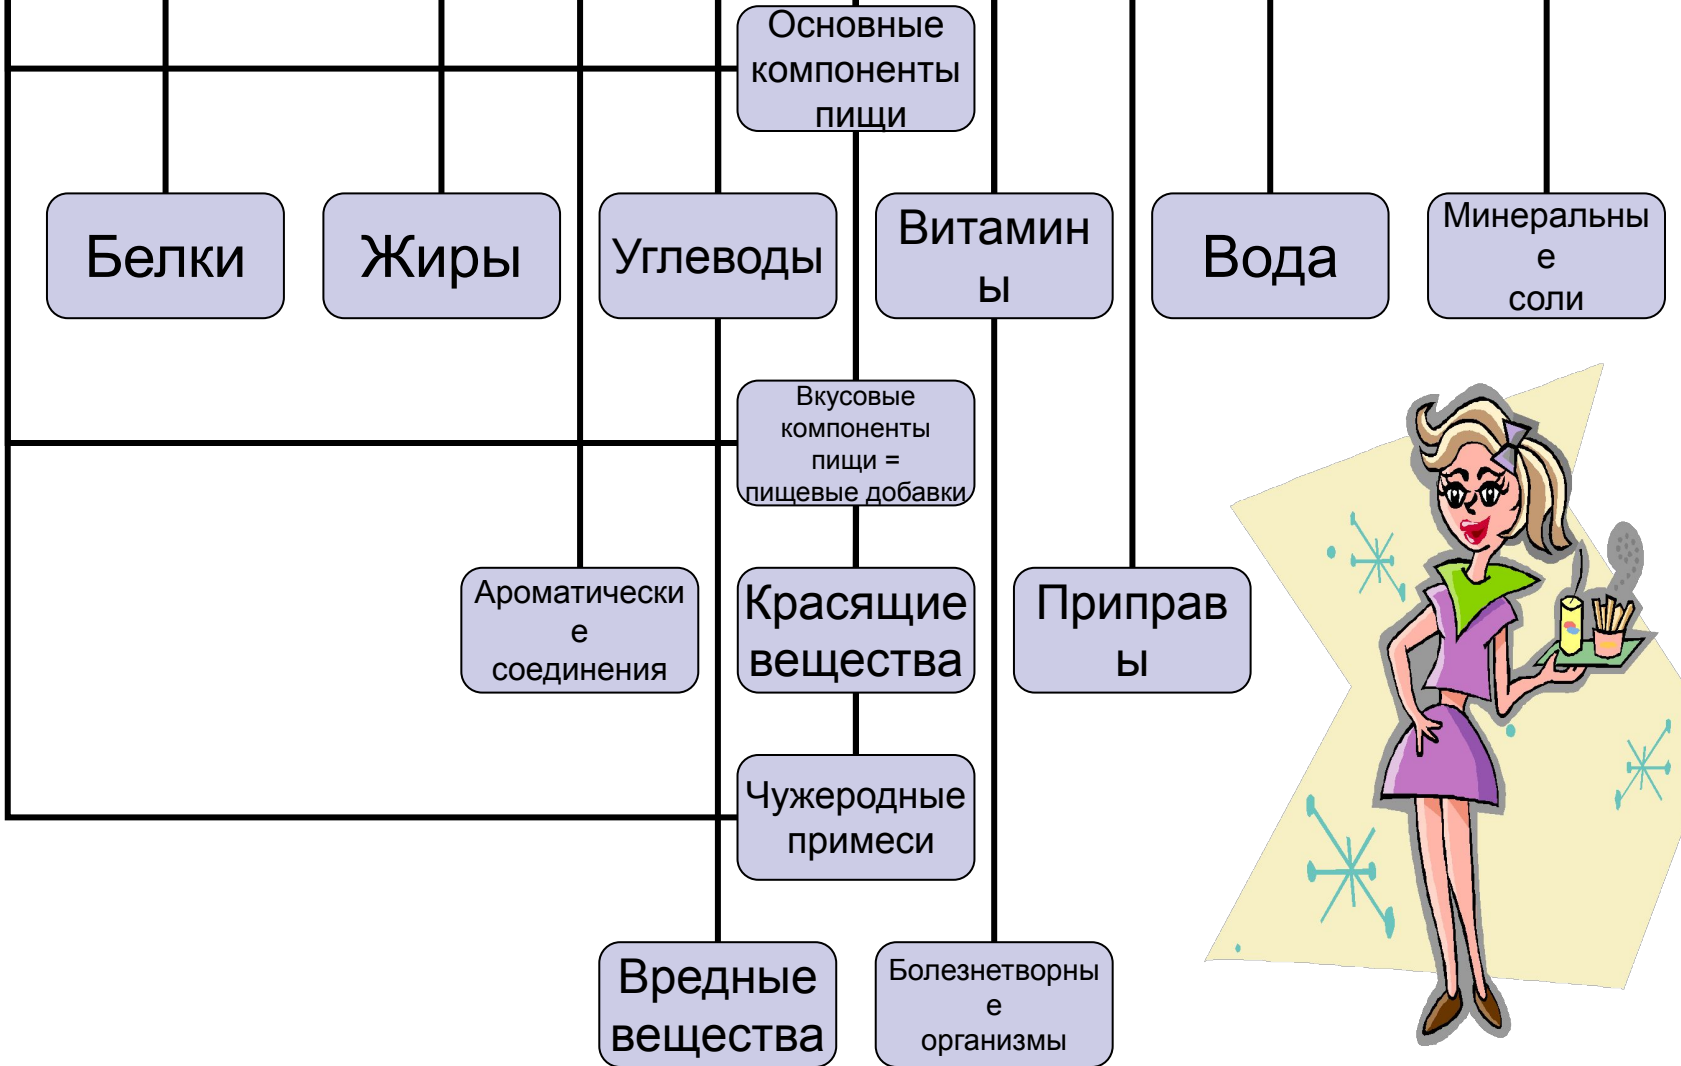 Основные
компоненты
пищи
Белки
Жиры
Углеводы
Витамин
ы
Вода
Минеральны
е
соли
Вкусовые
компоненты
пищи =
пищевые добавки
Ароматически
е
соединения
Красящие
вещества
Приправ
ы
Чужеродные
примеси
Вредные
вещества
Болезнетворны
е
организмы